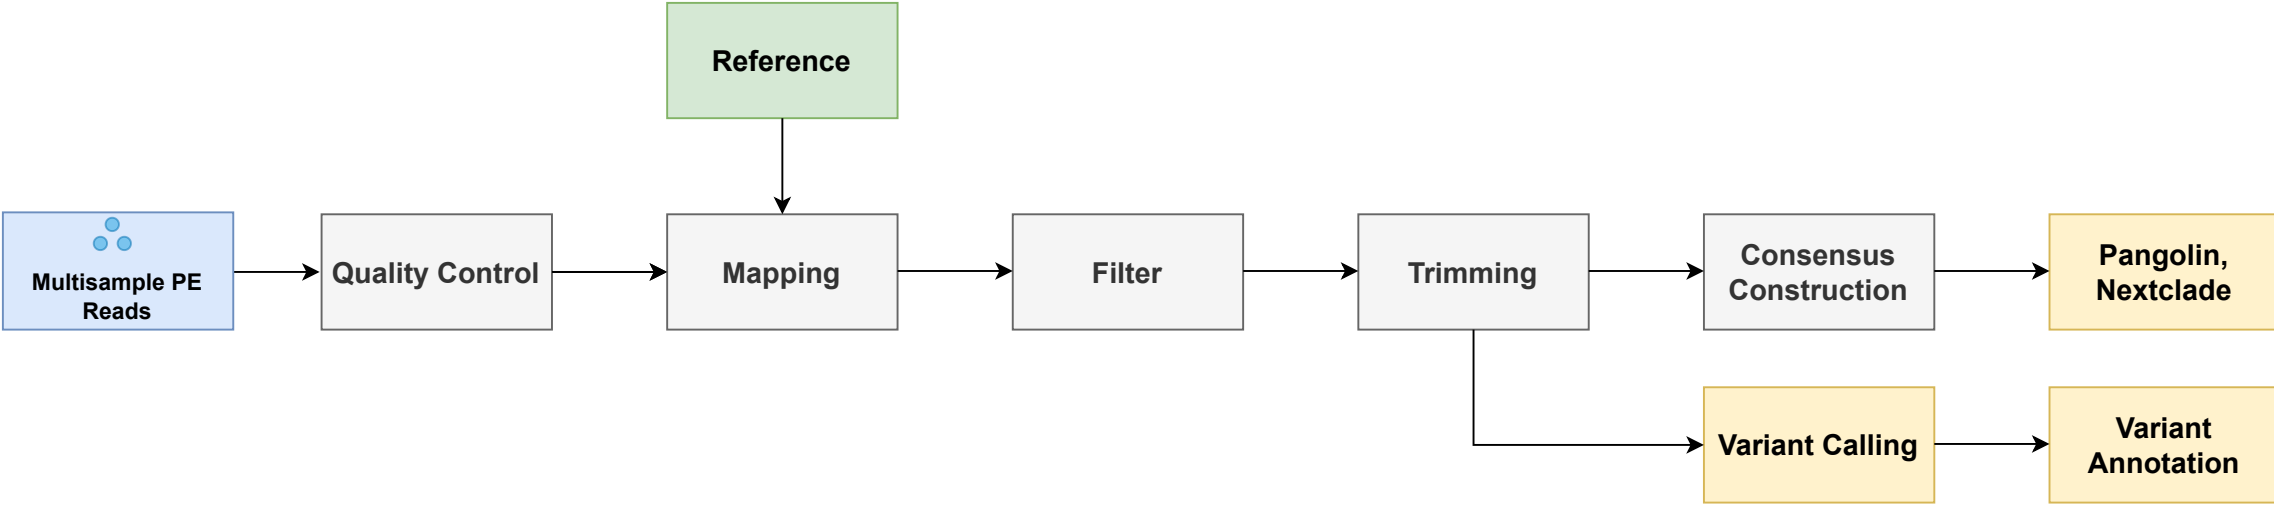 Reference
Multisample PE
Reads
Quality Control
Mapping
Filter
Trimming
Consensus
Construction
Pangolin,
Nextclade
Variant Calling
Variant
Annotation